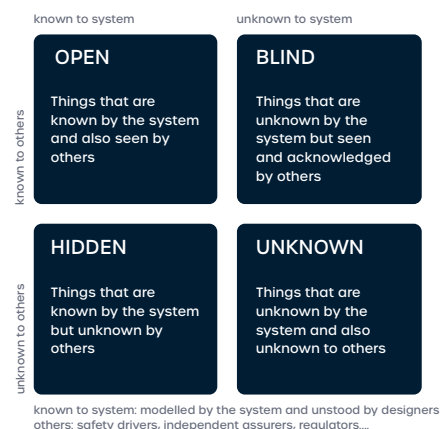 known to system
unknown to system
known to others
OPEN
Things that are
known by the system
and also seen by
others
BLIND
Things that are
unknown by the
system but seen
and acknowledged
by others
unknown to others
HIDDEN
Things that are
known by the system
but unknown by
others
UNKNOWN
Things that are
unknown by the
system and also
unknown to others
known to system: modelled by the system and unstood by designers
others: safety drivers, independent assurers, regulators....